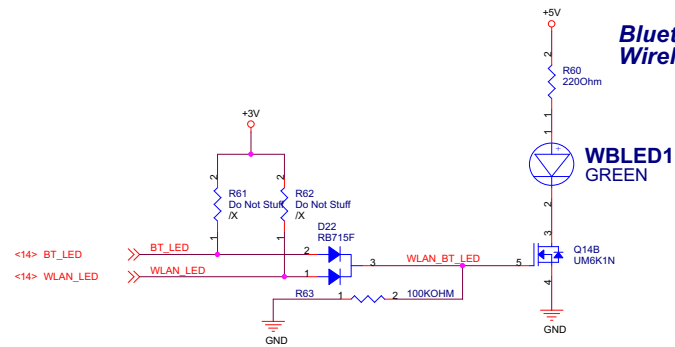 +5V
Bluet
Wirel
2
R60
220Ohm
1
1
+
WBLED1
GREEN
2
+3V
2
R61
Do Not Stuff
/X
1
2
R62
Do Not Stuff
/X
1
D22
RB715F
<14> BT_LED
BT_LED
2
<14> WLAN_LED
WLAN_LED
1
3
WLAN_BT_LED
5
3
Q14B
UM6K1N
4
R63
1
2
100KOHM
GND
GND